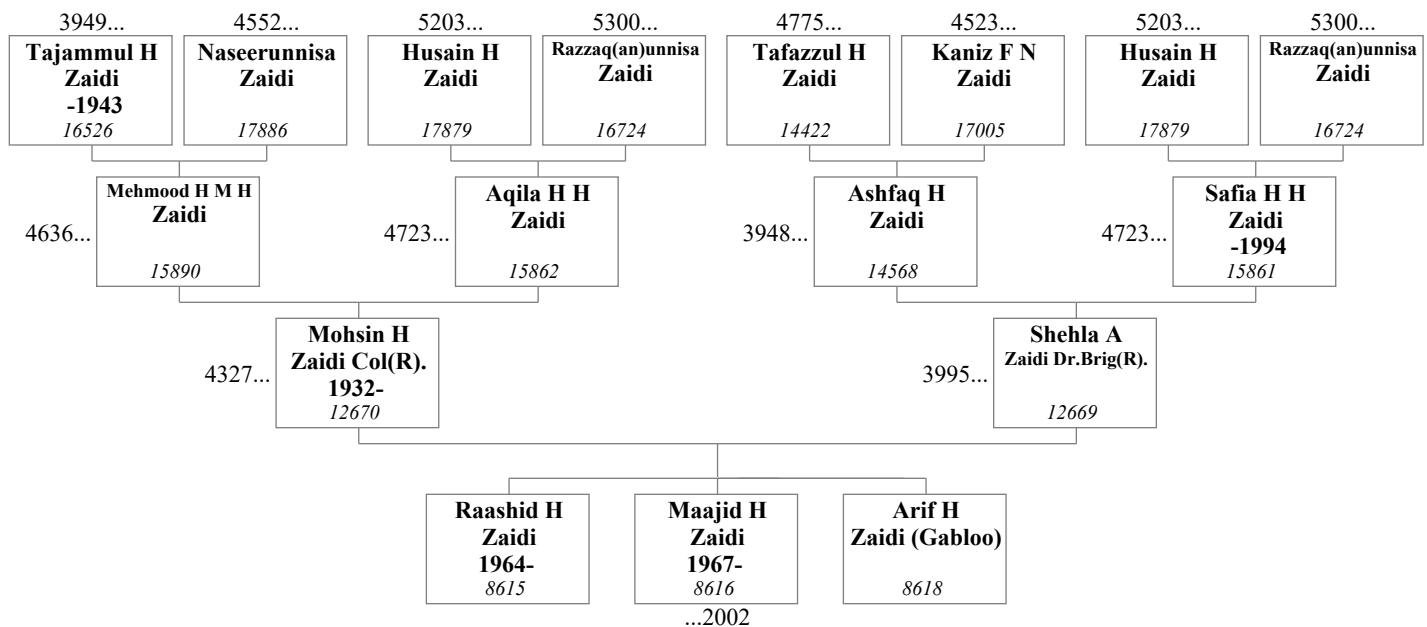 3949... 4552... 5203... 5300... 4775... 4523... 5203... 5300...
Tajammul H
Zaidi
-1943
16526
Naseerunnisa
Zaidi
17886
Husain H
Zaidi
17879
Razzaq(an)unnisa
Zaidi
16724
Tafazzul H
Zaidi
14422
Kaniz F N
Zaidi
17005
Husain H
Zaidi
17879
Razzaq(an)unnisa
Zaidi
16724
4636...
Mehmood H M H
Zaidi
15890
4723...
Aqila H H
Zaidi
15862
3948...
Ashfaq H
Zaidi
14568
4723...
Safia H H
Zaidi
-1994
15861
4327...
Mohsin H
Zaidi Col(R).
1932-
12670
3995...
Shehla A
Zaidi Dr.Brig(R).
12669
Raashid H
Zaidi
1964-
8615
Maajid H
Zaidi
1967-
8616
...2002
Arif H
Zaidi (Gabloo)
8618